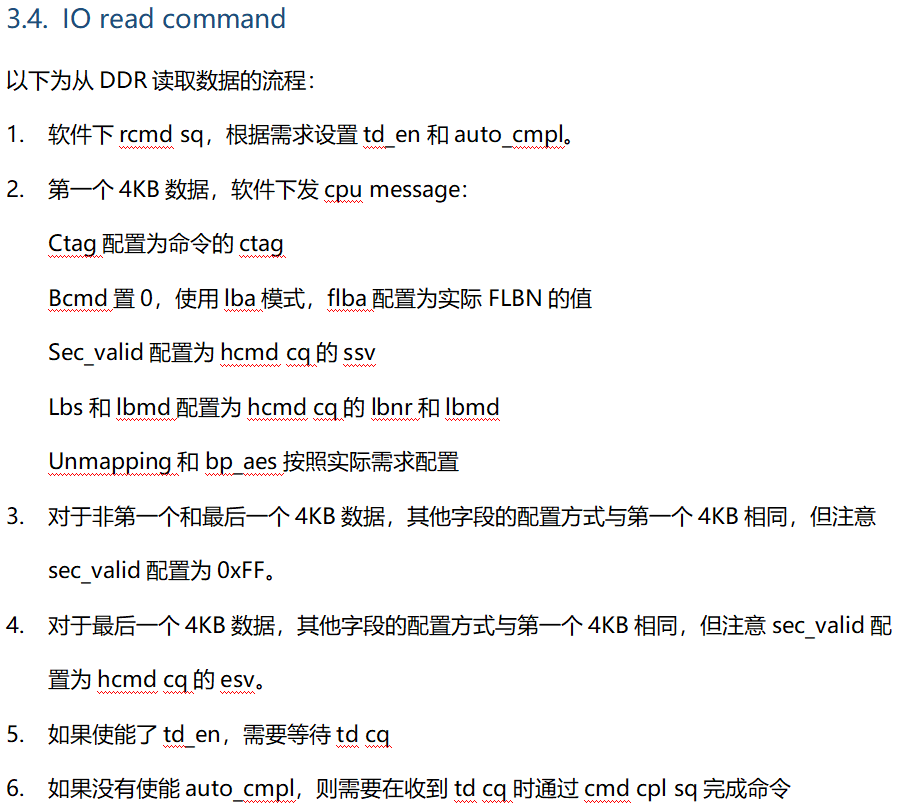 3.4. IO read command
以下为从 DDR 读取数据的流程：
1. 软件下 rcmd sq，根据需求设置 td_en 和 auto_cmpl。
2. 第一个 4KB 数据，软件下发 cpu message：
Ctag 配置为命令的 ctag
Bcmd 置 0，使用 lba 模式，flba 配置为实际 FLBN 的值
Sec_valid 配置为 hcmd cq 的 ssv
Lbs 和 lbmd 配置为 hcmd cq 的 lbnr 和 lbmd
Unmapping 和 bp_aes 按照实际需求配置
3. 对于非第一个和最后一个 4KB 数据，其他字段的配置方式与第一个 4KB 相同，但注意
sec_valid 配置为 0xFF。
4. 对于最后一个 4KB 数据，其他字段的配置方式与第一个 4KB 相同，但注意 sec_valid 配
置为 hcmd cq 的 esv。
5. 如果使能了 td_en，需要等待 td cq
6. 如果没有使能 auto_cmpl，则需要在收到 td cq 时通过 cmd cpl sq 完成命令